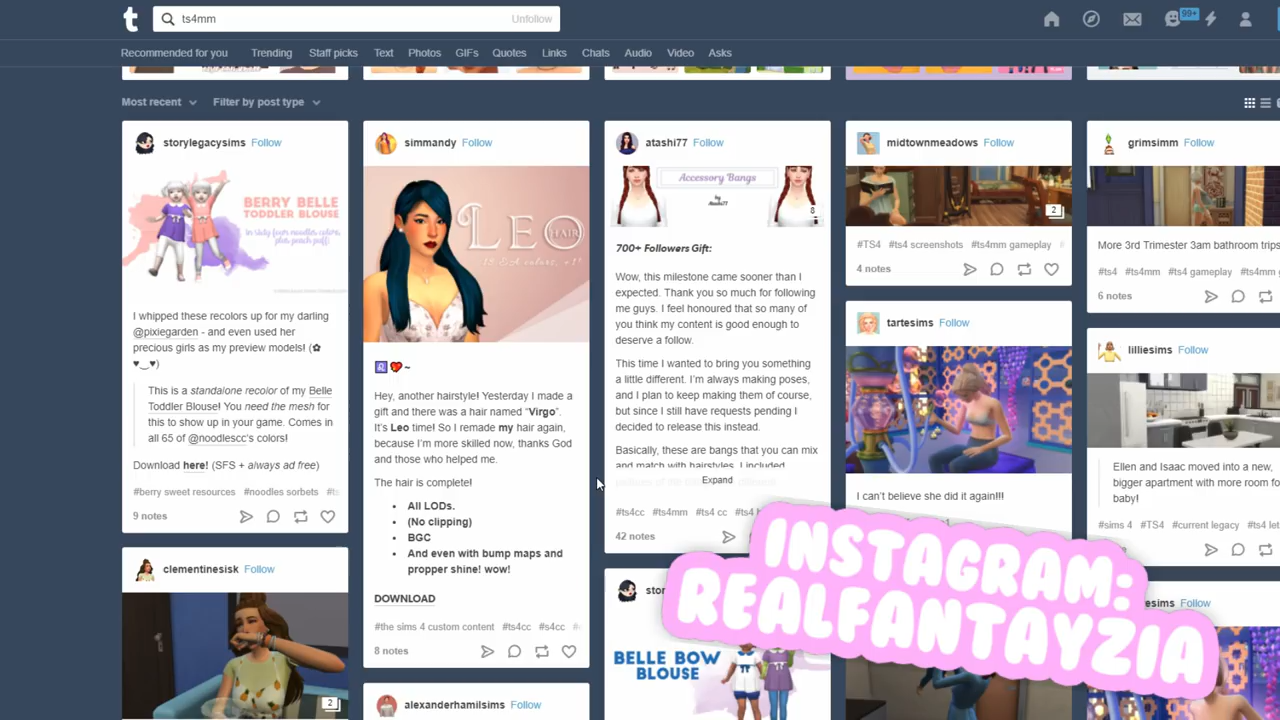 t
ts4mm
Unfollow
99+
Recommended for you
Trending
Staff picks
Text
Photos
GIFs
Quotes
Links
Chats
Audio
Video
Asks
Most recent
Filter by post type
storylegacysims Follow
BERRY BELLE
TODDLER BLOUSE
I whipped these recolors up for my darling
@pixiegarden - and even used her
precious girls as my preview models! (✿
♥‿♥)
This is a standalone recolor of my Belle
Toddler Blouse! You need the mesh for
this to show up in your game. Comes in
all 65 of @noodlescc's colors!
Download here! (SFS + always ad free)
#berry sweet resources #noodles sorbets
9 notes
clementinesisk Follow
2
simmandy Follow
LEO HAIR
♌ ❤ ~
Hey, another hairstyle! Yesterday I made a
gift and there was a hair named "Virgo".
It's Leo time! So I remade my hair again,
because I'm more skilled now, thanks God
and those who helped me.
The hair is complete!
• All LODs.
• (No clipping)
• BGC
• And even with bump maps and
propper shine! wow!
DOWNLOAD
#the sims 4 custom content #ts4cc #s4cc
8 notes
alexanderhamilsims Follow
atashi77 Follow
Accessory Bangs
by
Atashi77
700+ Followers Gift:
Wow, this milestone came sooner than I
expected. Thank you so much for following
me guys. I feel honoured that so many of
you think my content is good enough to
deserve a follow.
This time I wanted to bring you something
a little different. I'm always making poses,
and I plan to keep making them of course,
but since I still have requests pending I
decided to release this instead.
Basically, these are bangs that you can mix
and match with hairstyles. I included
Expand
#ts4cc #ts4mm #ts4 cc
42 notes
BELLE BOW
BLOUSE
midtownmeadows Follow
2
#TS4 #ts4 screenshots #ts4mm gameplay
4 notes
tartesims Follow
I can't believe she did it again!!!
grimsimm Follow
More 3rd Trimester 3am bathroom trips
#ts4 #ts4mm #ts4 gameplay
6 notes
lilliesims Follow
Ellen and Isaac moved into a new,
bigger apartment with more room for
baby!
#sims 4 #TS4 #current legacy
Follow
INSTAGRAM:
REALFANTAYZIA